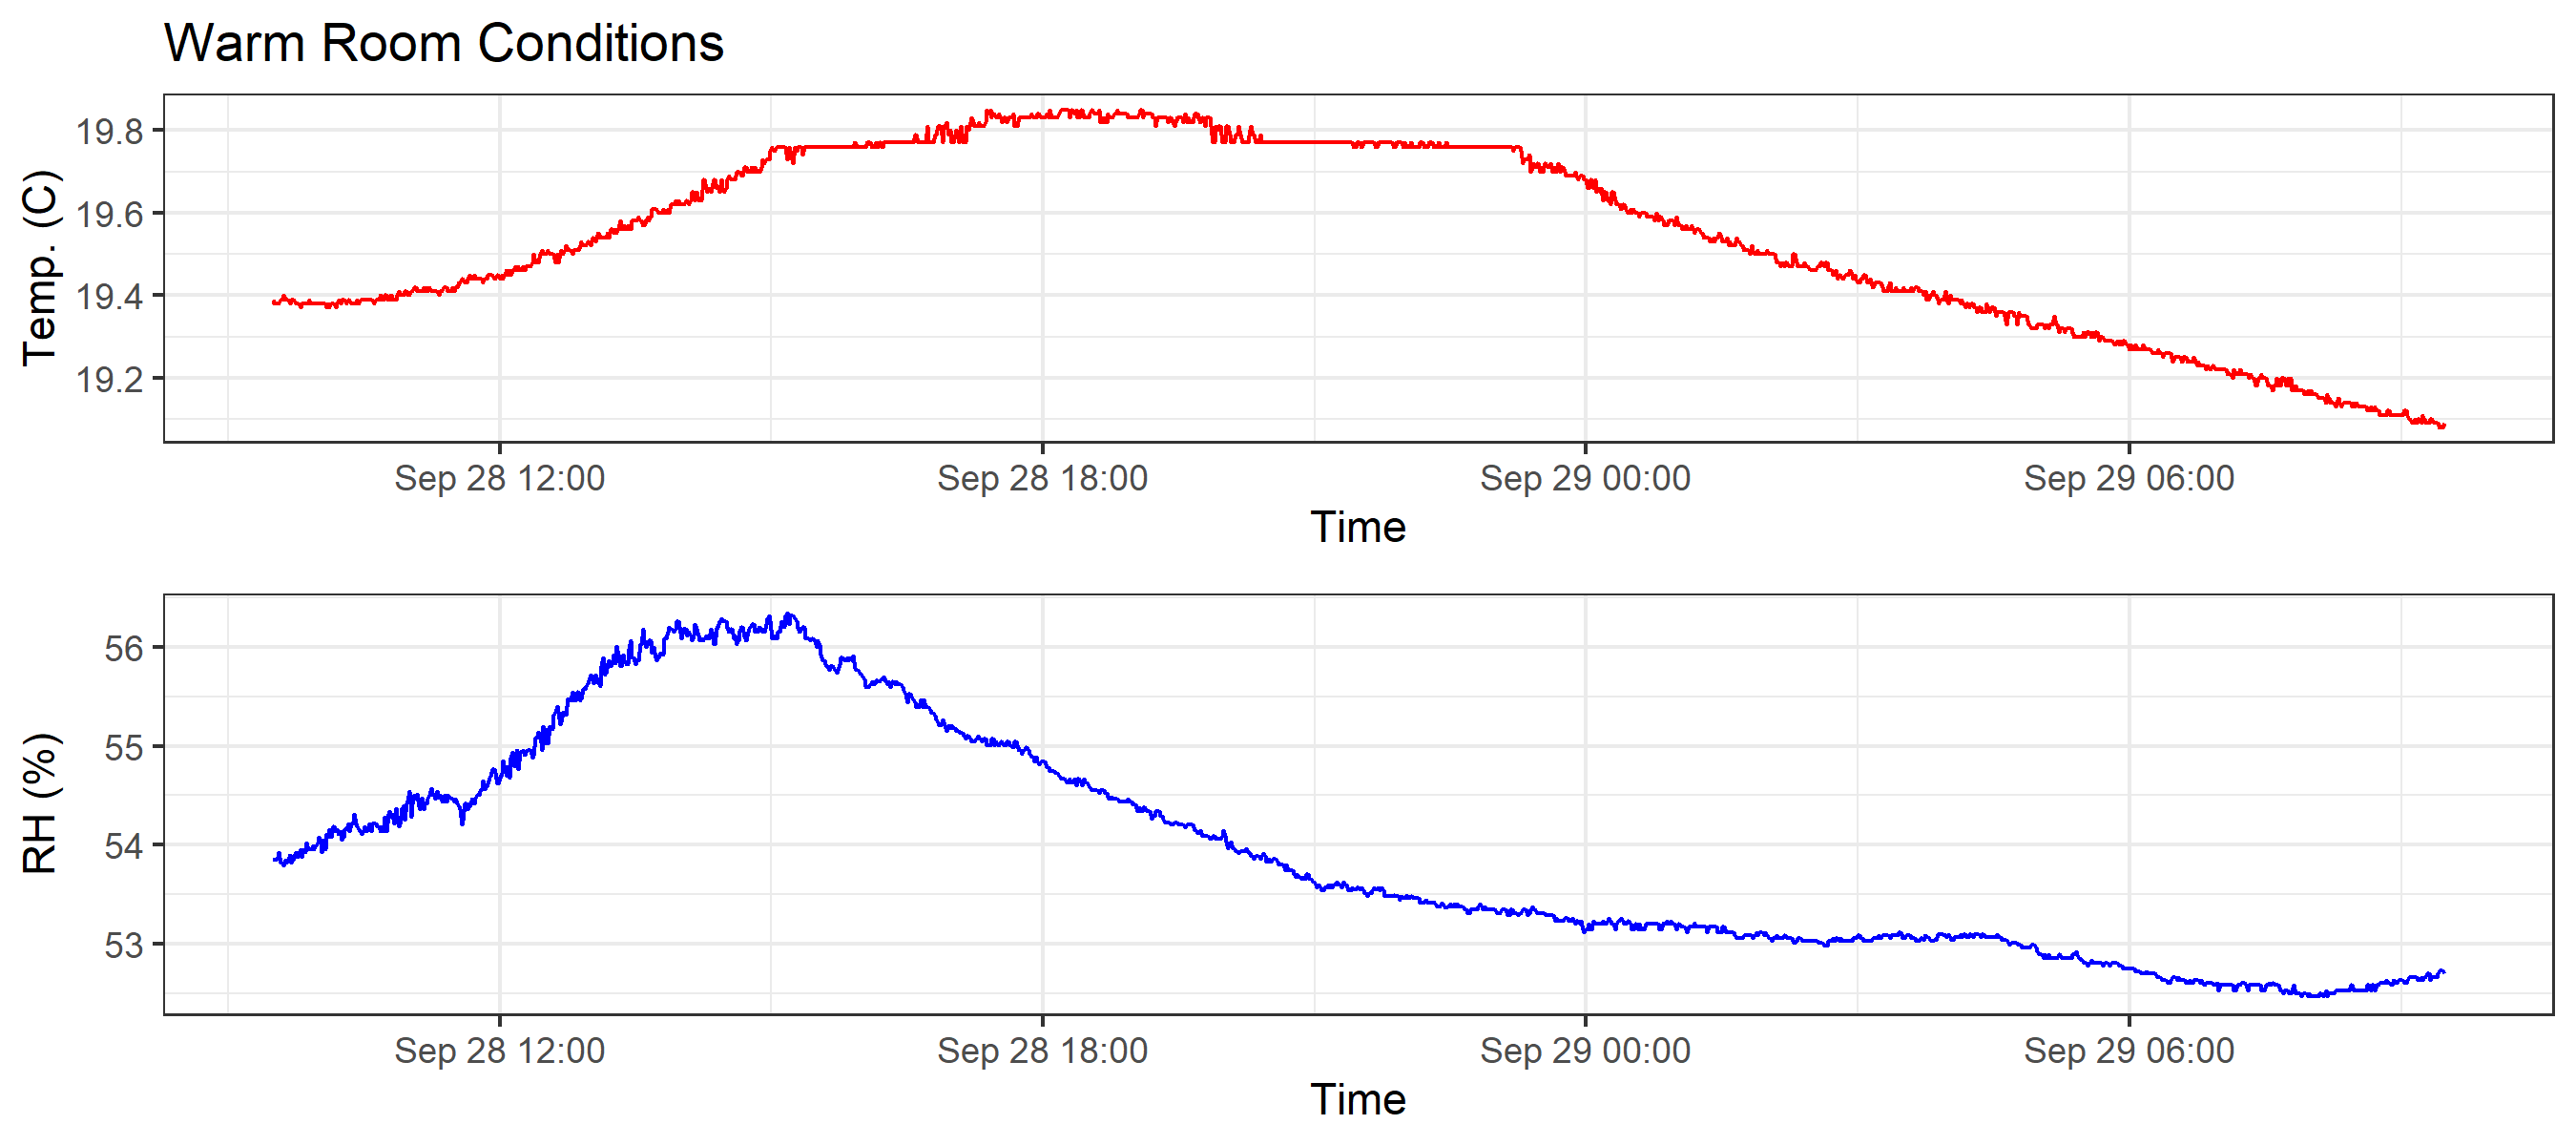 Warm Room Conditions
Temp. (C)
19.8
19.6
19.4
19.2
Sep 28 12:00 Sep 28 18:00 Sep 29 00:00 Sep 29 06:00
Time
RH (%)
56
55
54
53
Sep 28 12:00 Sep 28 18:00 Sep 29 00:00 Sep 29 06:00
Time